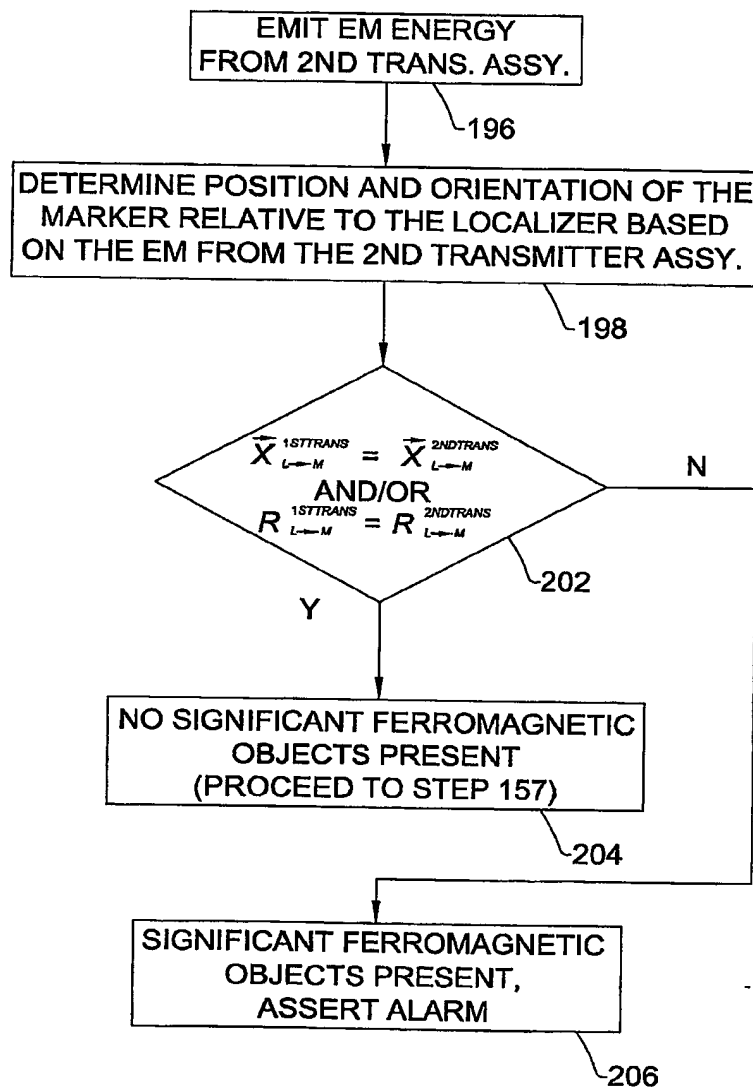 EMIT EM ENERGY
FROM 2ND TRANS. ASSY.
196
DETERMINE POSITION AND ORIENTATION OF THE
MARKER RELATIVE TO THE LOCALIZER BASED
ON THE EM FROM THE 2ND TRANSMITTER ASSY.
198
X⃗ 1STTRANS L→M = X⃗ 2NDTRANS L→M
AND/OR
R 1STTRANS L→M = R 2NDTRANS L→M
N
202
Y
NO SIGNIFICANT FERROMAGNETIC
OBJECTS PRESENT
(PROCEED TO STEP 157)
204
SIGNIFICANT FERROMAGNETIC
OBJECTS PRESENT,
ASSERT ALARM
206